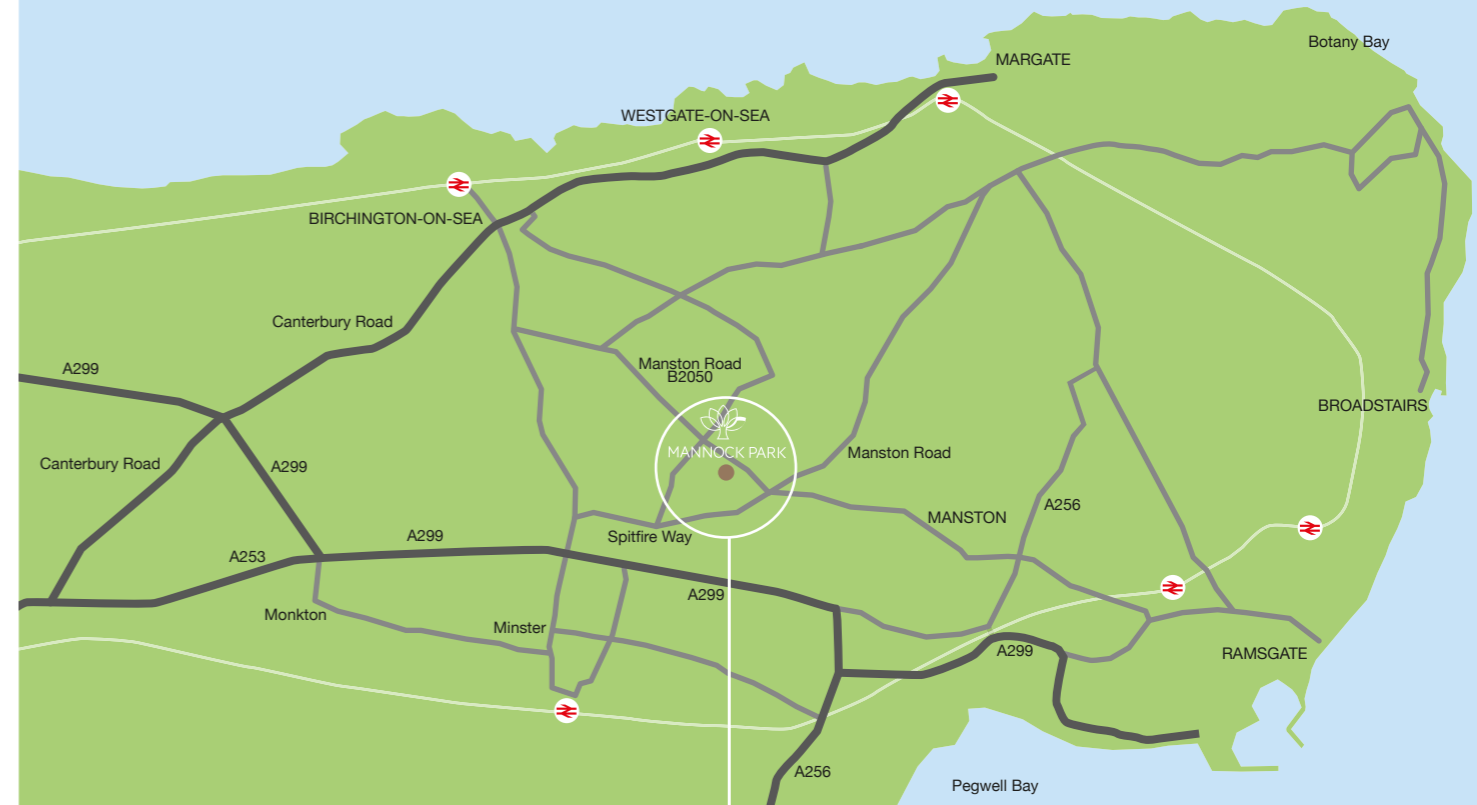 Botany Bay
MARGATE
WESTGATE-ON-SEA
BIRCHINGTON-ON-SEA
Canterbury Road
A299
Manston Road
B2050
BROADSTAIRS
MANNOCK PARK
Manston Road
Canterbury Road
A299
A256
MANSTON
Spitfire Way
A299
A253
A299
Monkton
Minster
A299
RAMSGATE
A256
Pegwell Bay